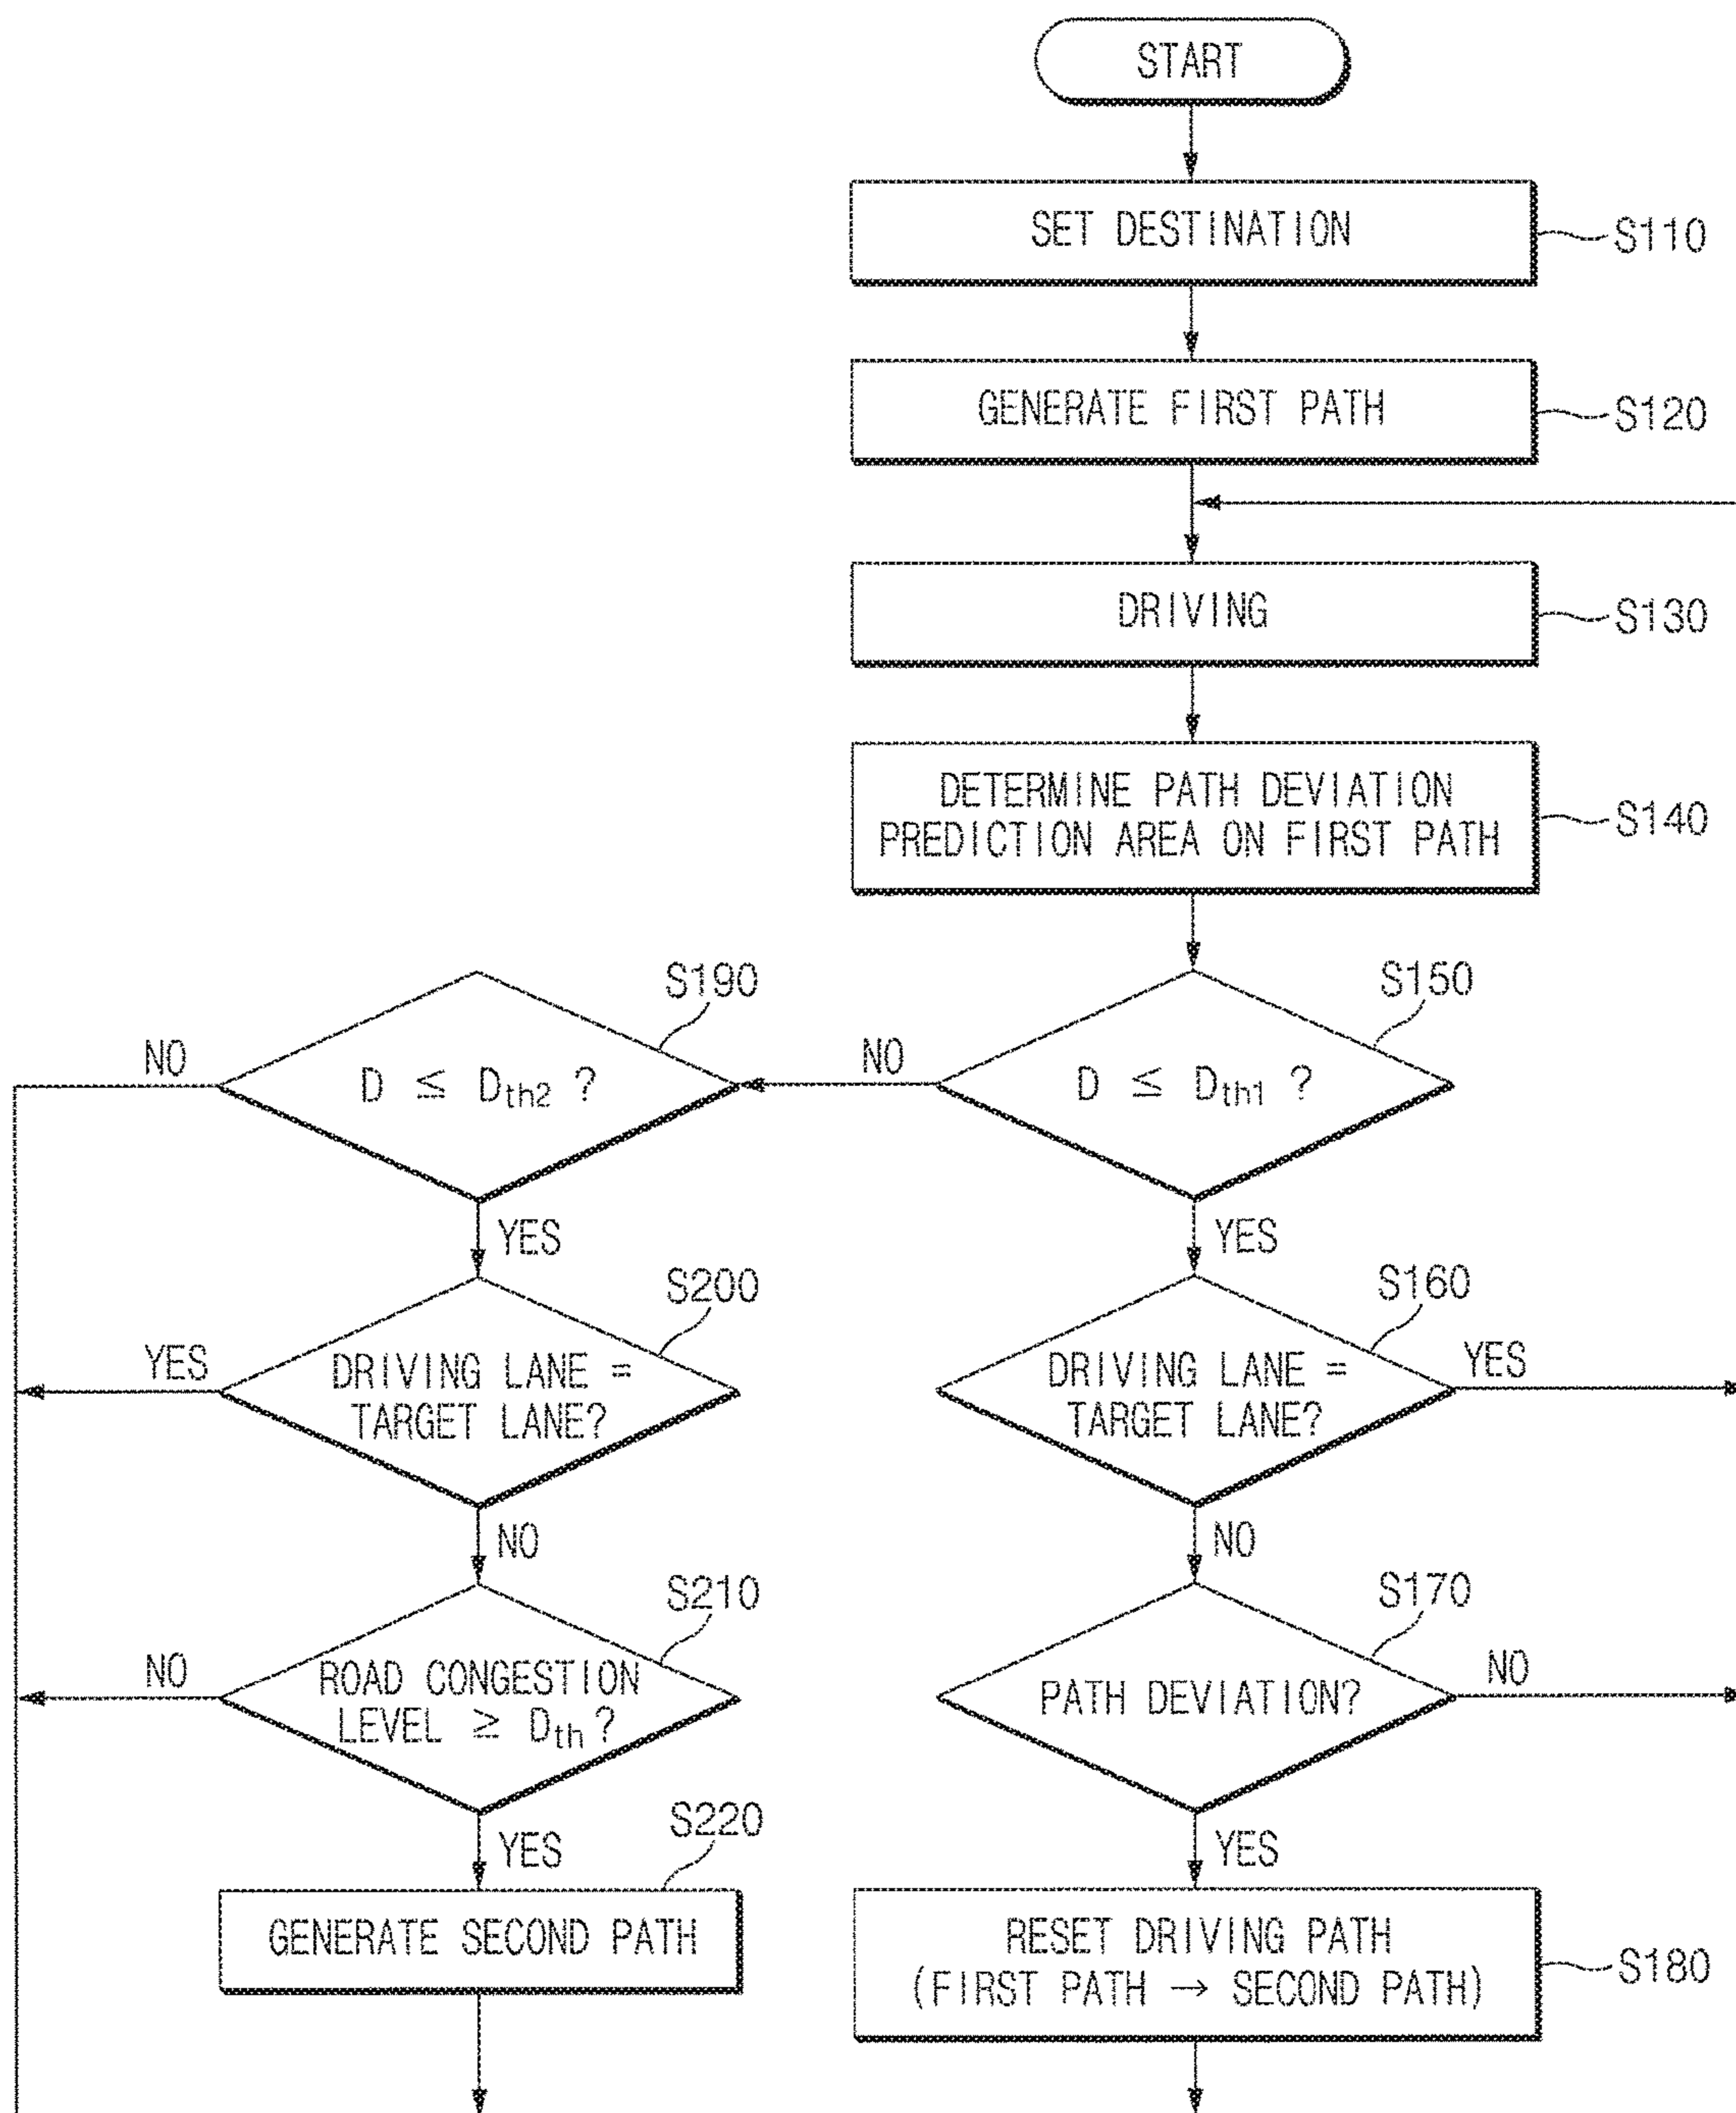 START
SET DESTINATION
S110
GENERATE FIRST PATH
S120
DRIVING
S130
DETERMINE PATH DEVIATION
PREDICTION AREA ON FIRST PATH
S140
S190
S150
NO
D ≦ Dth2 ?
NO
D ≦ Dth1 ?
YES
YES
S200
S160
YES
DRIVING LANE =
TARGET LANE?
DRIVING LANE =
TARGET LANE?
YES
NO
NO
S210
S170
NO
ROAD CONGESTION
LEVEL ≥ Dth ?
PATH DEVIATION?
NO
S220
YES
YES
GENERATE SECOND PATH
RESET DRIVING PATH
(FIRST PATH → SECOND PATH)
S180